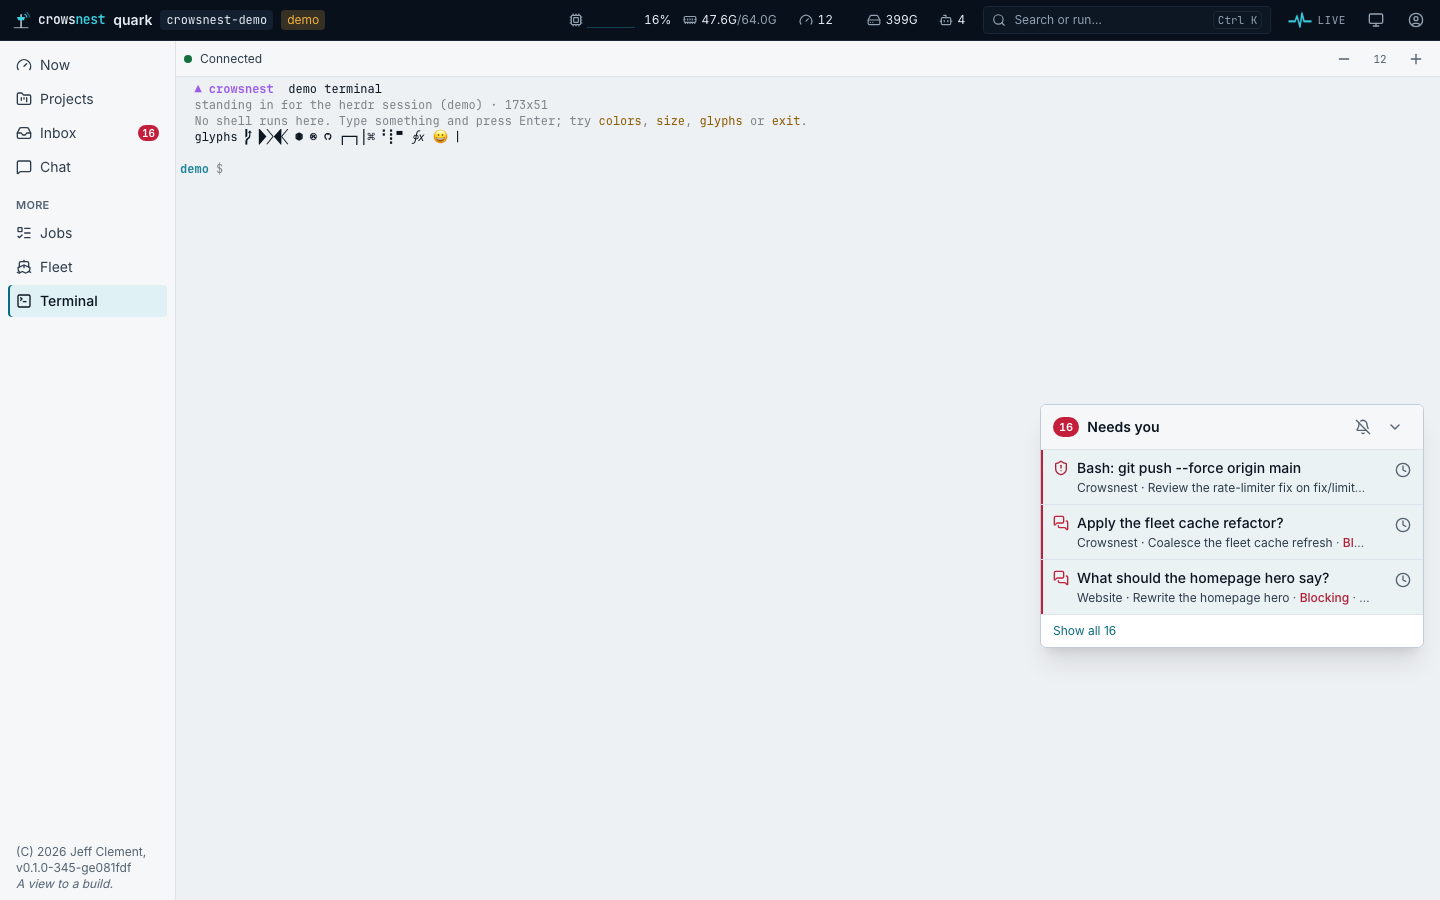 crowsnest quark crowsnest-demo demo 16% 47.6G/64.0G 12 399G 4 Search or run... Ctrl K LIVE
Now
Projects
Inbox 16
Chat
MORE
Jobs
Fleet
Terminal
(C) 2026 Jeff Clement,
v0.1.0-345-ge081fdf
A view to a build.
Connected 12
▲ crowsnest demo terminal
standing in for the herdr session (demo) · 173x51
No shell runs here. Type something and press Enter; try colors, size, glyphs or exit.
glyphs
demo $
16 Needs you
Bash: git push --force origin main
Crowsnest · Review the rate-limiter fix on fix/limit...
Apply the fleet cache refactor?
Crowsnest · Coalesce the fleet cache refresh · Bl...
What should the homepage hero say?
Website · Rewrite the homepage hero · Blocking · ...
Show all 16